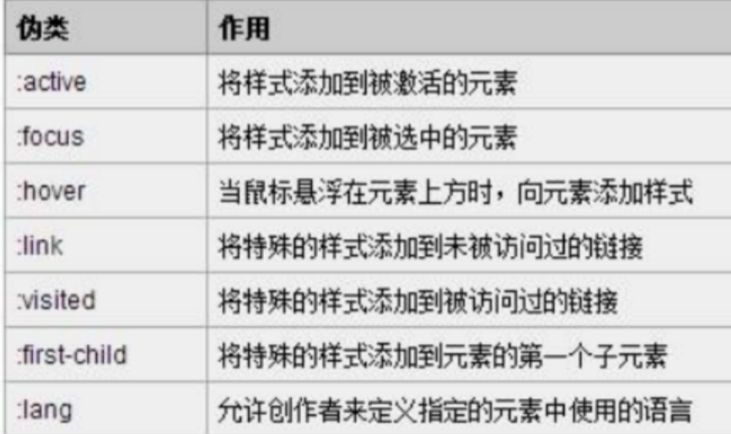 伪类 作用
:active 将样式添加到被激活的元素
:focus 将样式添加到被选中的元素
:hover 当鼠标悬浮在元素上方时，向元素添加样式
:link 将特殊的样式添加到未被访问过的链接
:visited 将特殊的样式添加到被访问过的链接
:first-child 将特殊的样式添加到元素的第一个子元素
:lang 允许创作者来定义指定的元素中使用的语言